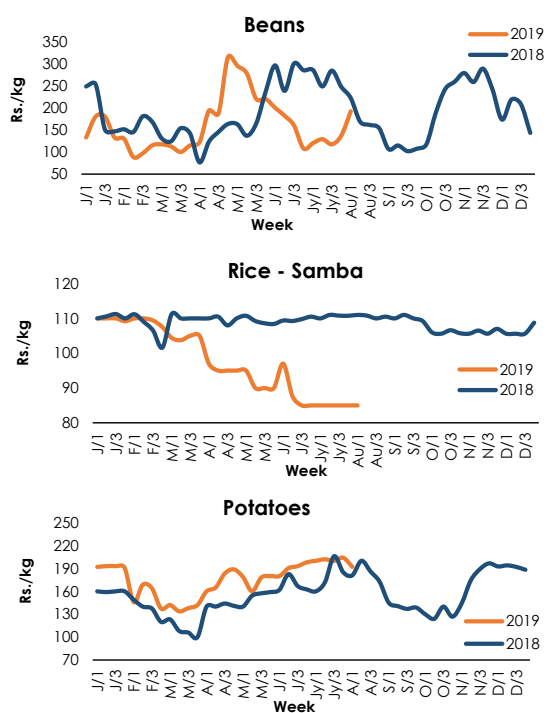 Beans
Rs./kg
350
300
250
200
150
100
50
2019
2018
J/1 J/3 F/1 F/3 M/1 M/3 A/1 A/3 M/1 M/3 J/1 J/3 Jy/1 Jy/3 Au/1 Au/3 S/1 S/3 O/1 O/3 N/1 N/3 D/1 D/3
Week
Rice - Samba
Rs./kg
120
110
100
90
80
2019
2018
J/1 J/3 F/1 F/3 M/1 M/3 A/1 A/3 M/1 M/3 J/1 J/3 Jy/1 Jy/3 Au/1 Au/3 S/1 S/3 O/1 O/3 N/1 N/3 D/1 D/3
Week
Potatoes
Rs./kg
250
220
190
160
130
100
70
2019
2018
J/1 J/3 F/1 F/3 M/1 M/3 A/1 A/3 M/1 M/3 J/1 J/3 Jy/1 Jy/3 A/1 A/3 S/1 S/3 O/1 O/3 N/1 N/3 D/1 D/3
Week